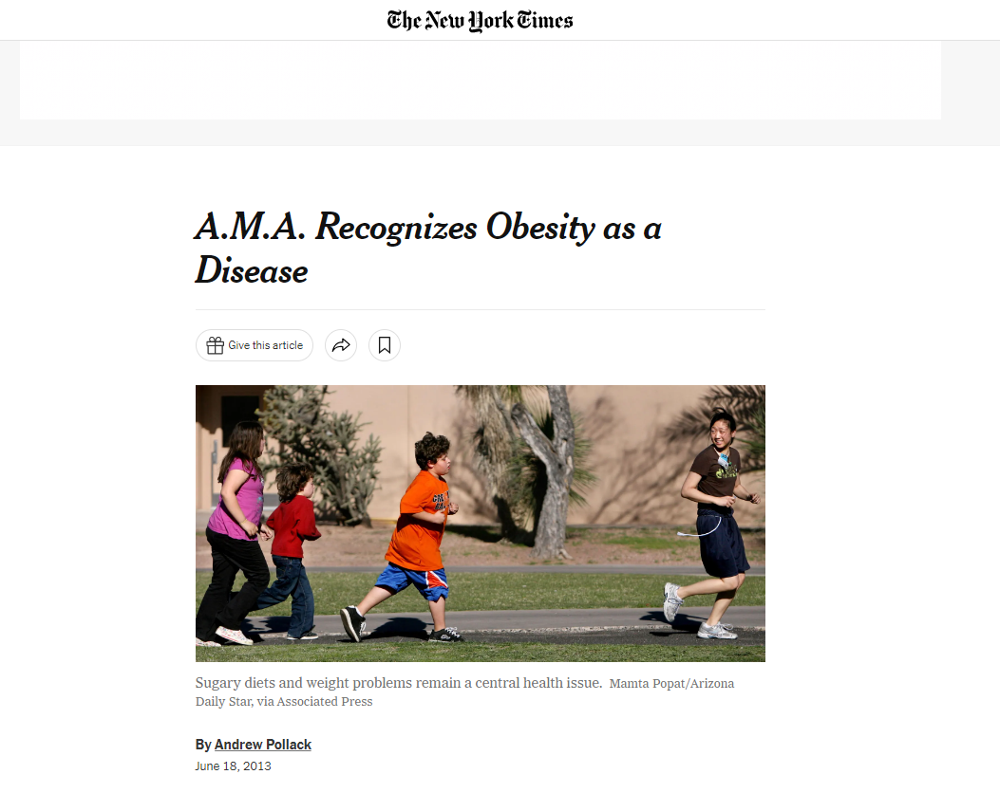 The New York Times
A.M.A. Recognizes Obesity as a
Disease
Give this article
Sugary diets and weight problems remain a central health issue. Mamta Popat/Arizona
Daily Star, via Associated Press
By Andrew Pollack
June 18, 2013